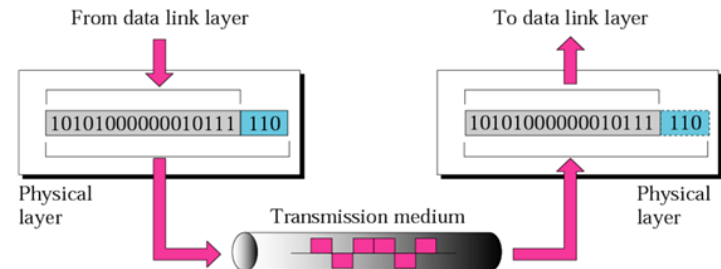 From data link layer
To data link layer
10101000000010111 110
10101000000010111 110
Physical
layer
Transmission medium
Physical
layer